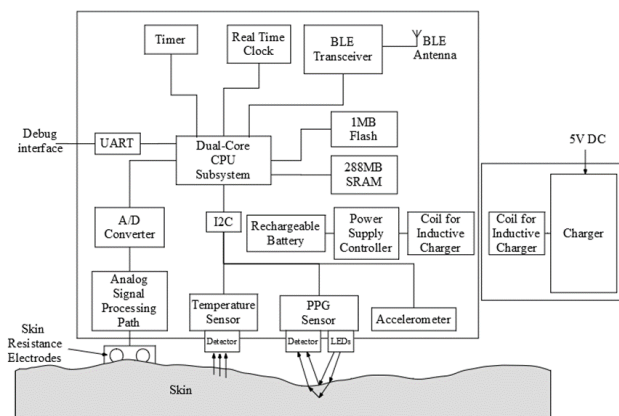 Timer
Real Time
Clock
BLE
Transceiver
BLE
Antenna
Debug
interface
UART
Dual-Core
CPU
Subsystem
1MB
Flash
288MB
SRAM
5V DC
A/D
Converter
I2C
Rechargeable
Battery
Power
Supply
Controller
Coil for
Inductive
Charger
Coil for
Inductive
Charger
Charger
Analog
Signal
Processing
Path
Temperature
Sensor
PPG
Sensor
Accelerometer
Skin
Resistance
Electrodes
Detector
Detector
LEDs
Skin